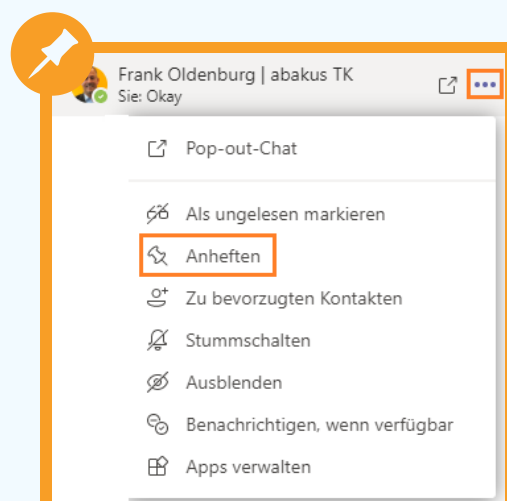 Frank Oldenburg | abakus TK
Sie: Okay
Pop-out-Chat
Als ungelesen markieren
Anheften
Zu bevorzugten Kontakten
Stummschalten
Ausblenden
Benachrichtigen, wenn verfügbar
Apps verwalten